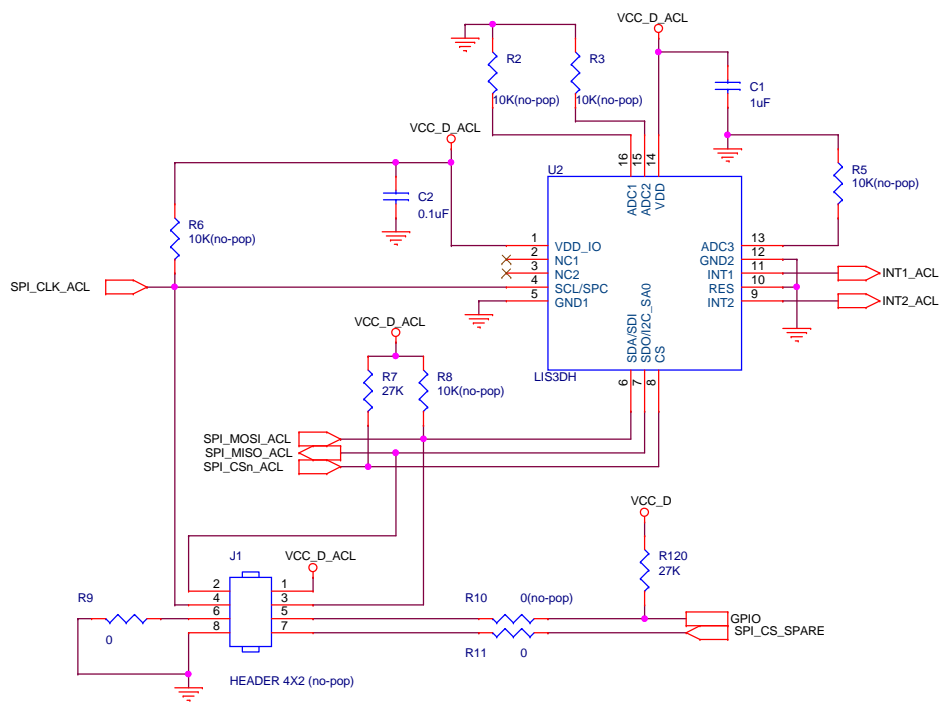 VCC_D_ACL
R2
R3
C1
1uF
10K(no-pop)
10K(no-pop)
VCC_D_ACL
16
15
14
U2
R5
10K(no-pop)
ADC1
ADC2
VDD
C2
0.1uF
R6
10K(no-pop)
1
VDD_IO
2
NC1
3
NC2
4
SCL/SPC
5
GND1
ADC3
13
GND2
12
INT1
11
RES
10
INT2
9
SPI_CLK_ACL
INT1_ACL
INT2_ACL
SDA/SDI
SDO/I2C_SA0
CS
VCC_D_ACL
LIS3DH
6
7
8
R7
27K
R8
10K(no-pop)
SPI_MOSI_ACL
SPI_MISO_ACL
SPI_CSn_ACL
VCC_D
J1
VCC_D_ACL
R120
27K
2
1
4
3
6
5
8
7
R9
0
R10
0(no-pop)
GPIO
SPI_CS_SPARE
R11
0
HEADER 4X2 (no-pop)